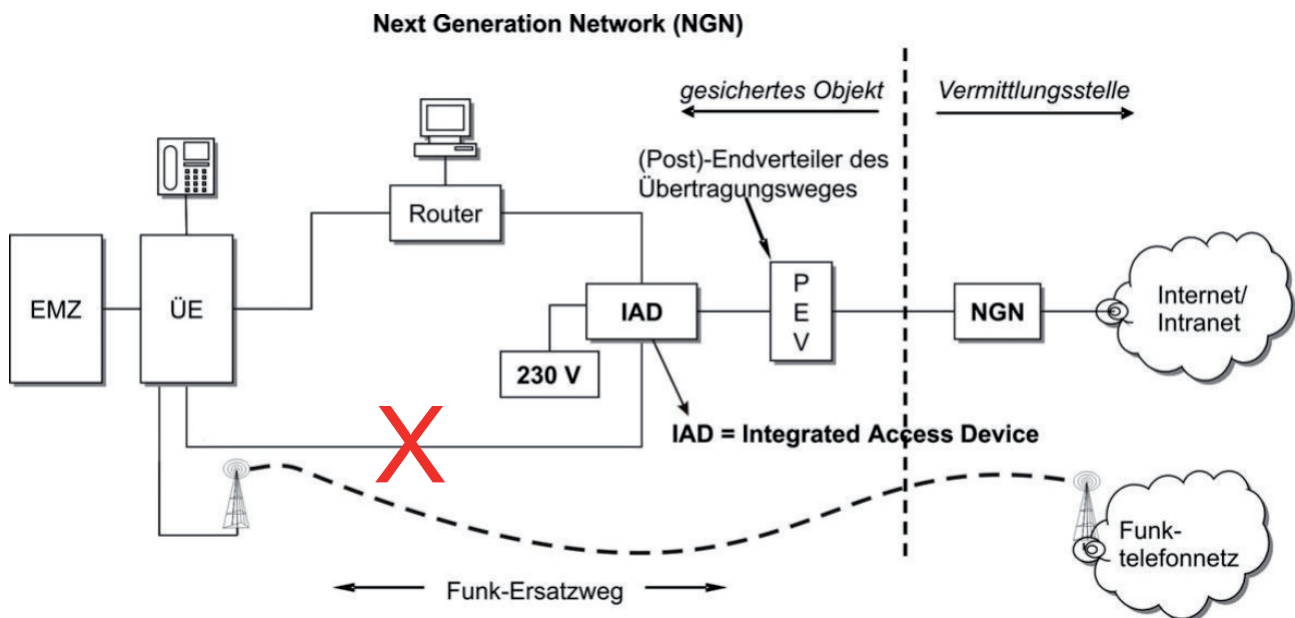 Next Generation Network (NGN)
gesichertes Objekt
Vermittlungsstelle
(Post)-Endverteiler des
Übertragungsweges
Router
EMZ
ÜE
IAD
P
E
V
NGN
Internet/
Intranet
230 V
X
IAD = Integrated Access Device
Funk-
telefonnetz
Funk-Ersatzweg